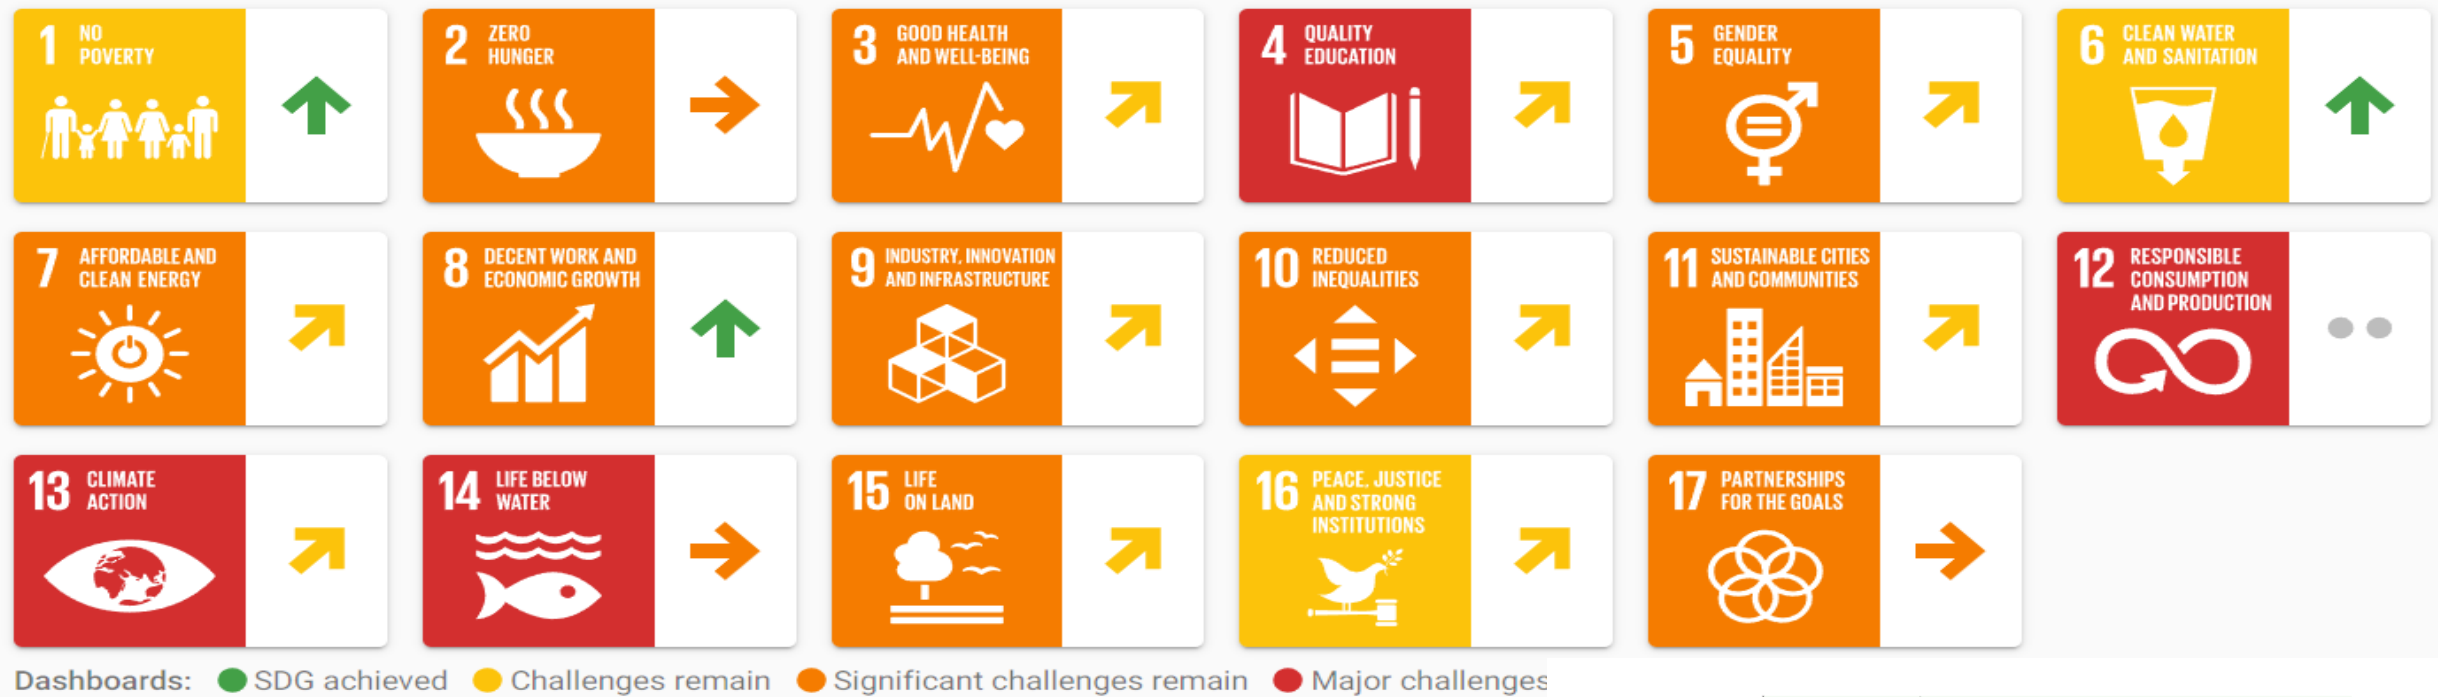 1 NO POVERTY
2 ZERO HUNGER
3 GOOD HEALTH AND WELL-BEING
4 QUALITY EDUCATION
5 GENDER EQUALITY
6 CLEAN WATER AND SANITATION
7 AFFORDABLE AND CLEAN ENERGY
8 DECENT WORK AND ECONOMIC GROWTH
9 INDUSTRY, INNOVATION AND INFRASTRUCTURE
10 REDUCED INEQUALITIES
11 SUSTAINABLE CITIES AND COMMUNITIES
12 RESPONSIBLE CONSUMPTION AND PRODUCTION
13 CLIMATE ACTION
14 LIFE BELOW WATER
15 LIFE ON LAND
16 PEACE, JUSTICE AND STRONG INSTITUTIONS
17 PARTNERSHIPS FOR THE GOALS
Dashboards: SDG achieved Challenges remain Significant challenges remain Major challenges